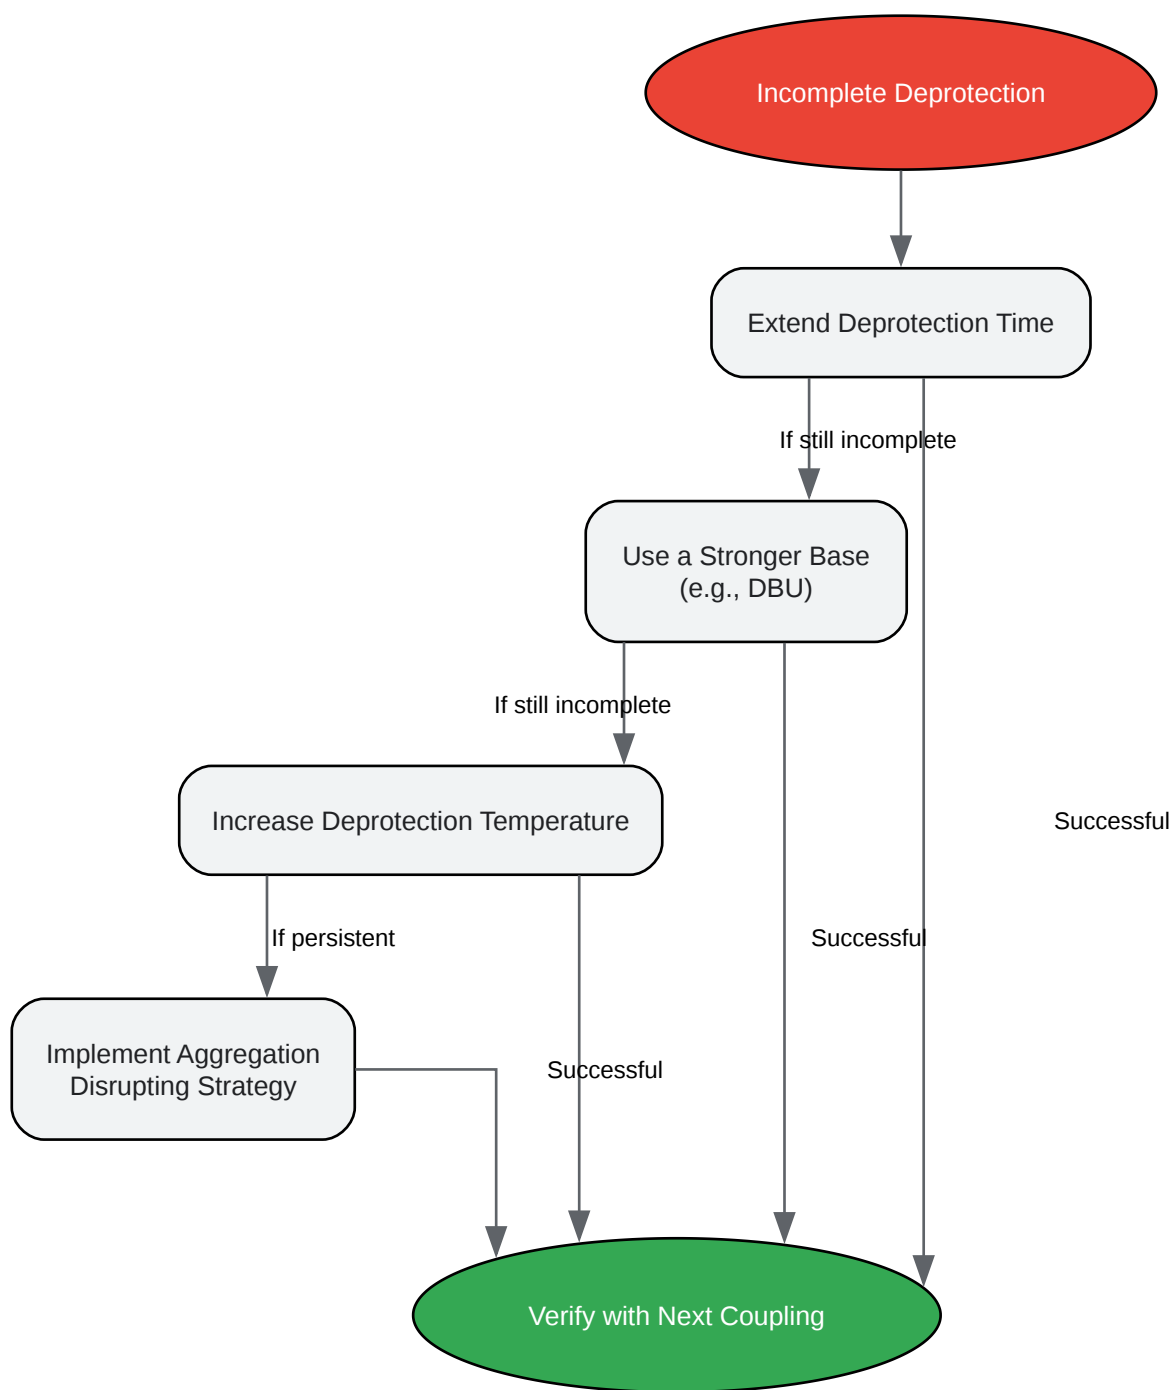 Incomplete Deprotection
Extend Deprotection Time
If still incomplete
Use a Stronger Base
(e.g., DBU)
If still incomplete
Increase Deprotection Temperature
Successful
If persistent
Successful
Implement Aggregation
Disrupting Strategy
Successful
Verify with Next Coupling